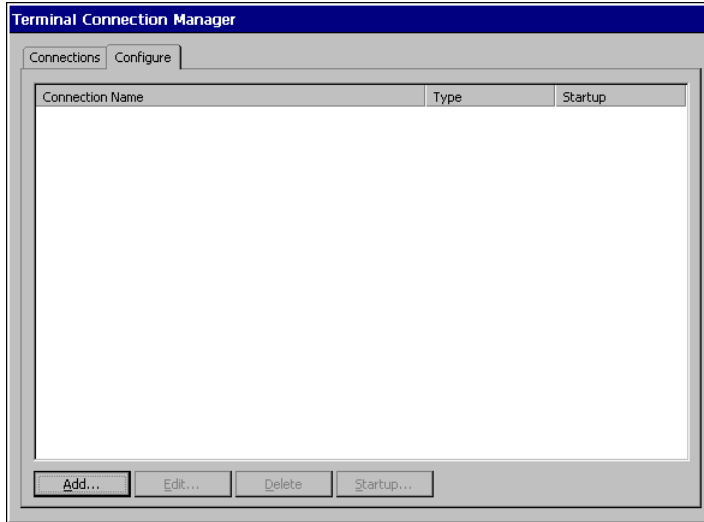 Terminal Connection Manager
Connections Configure
Connection Name Type Startup
Add... Edit... Delete Startup...